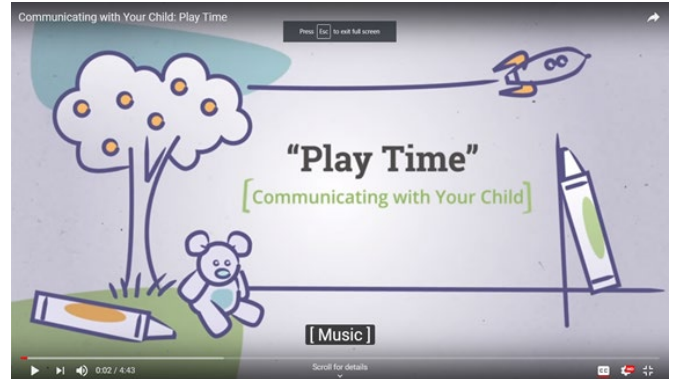 Communicating with Your Child: Play Time
Press Esc to exit full screen
“Play Time”
[Communicating with Your Child]
[Music]
0:02 / 4:43
Scroll for details
CC